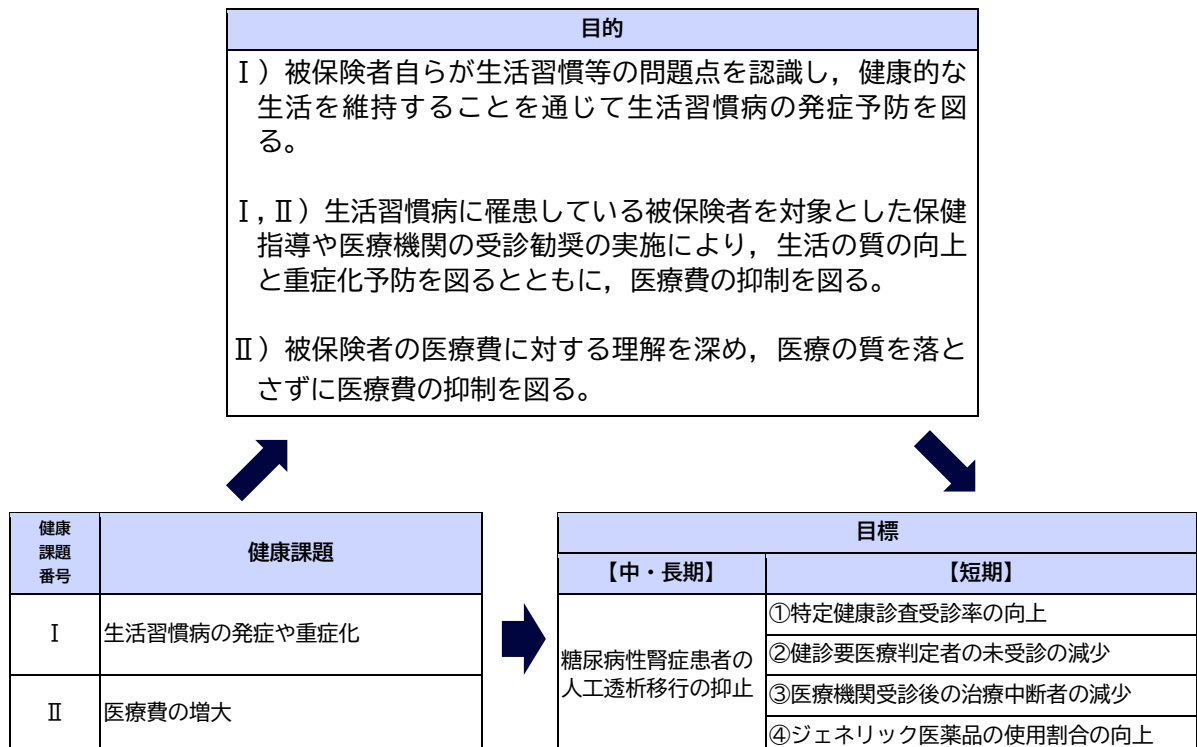 目的
Ⅰ）被保険者自らが生活習慣等の問題点を認識し，健康的な
生活を維持することを通じて生活習慣病の発症予防を図
る。
Ⅰ，Ⅱ）生活習慣病に罹患している被保険者を対象とした保健
指導や医療機関の受診勧奨の実施により，生活の質の向上
と重症化予防を図るとともに，医療費の抑制を図る。
Ⅱ）被保険者の医療費に対する理解を深め，医療の質を落と
さずに医療費の抑制を図る。
健康
課題
番号
健康課題
Ⅰ
生活習慣病の発症や重症化
Ⅱ
医療費の増大
目標
【中・長期】
【短期】
糖尿病性腎症患者の
人工透析移行の抑止
①特定健康診査受診率の向上
②健診要医療判定者の未受診の減少
③医療機関受診後の治療中断者の減少
④ジェネリック医薬品の使用割合の向上